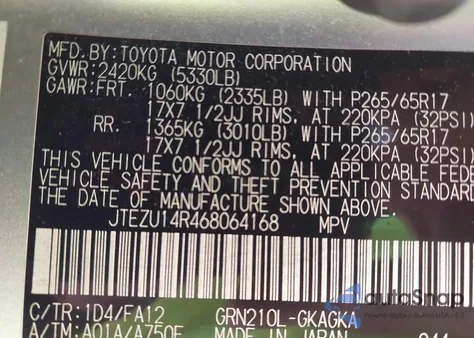 MFD. BY: TOYOTA MOTOR CORPORATION
GVWR: 2420KG (5330LB)
GAWR: FRT. 1060KG (2335LB) WITH P265/65R17
17X7 1/2JJ RIMS, AT 220KPA (32PSI)
RR. 1365KG (3010LB) WITH P265/65R17
17X7 1/2JJ RIMS, AT 220KPA (32PSI)
THIS VEHICLE CONFORMS TO ALL APPLICABLE FEDE
VEHICLE SAFETY AND THEFT PREVENTION STANDARD
THE DATE OF MANUFACTURE SHOWN ABOVE.
JTEZU14R468064168 MPV
C/TR: 1D4/FA12 GRN210L-GKAGKA
A/TM: A01A/A750F MADE IN JAPAN 044
AutoSnap